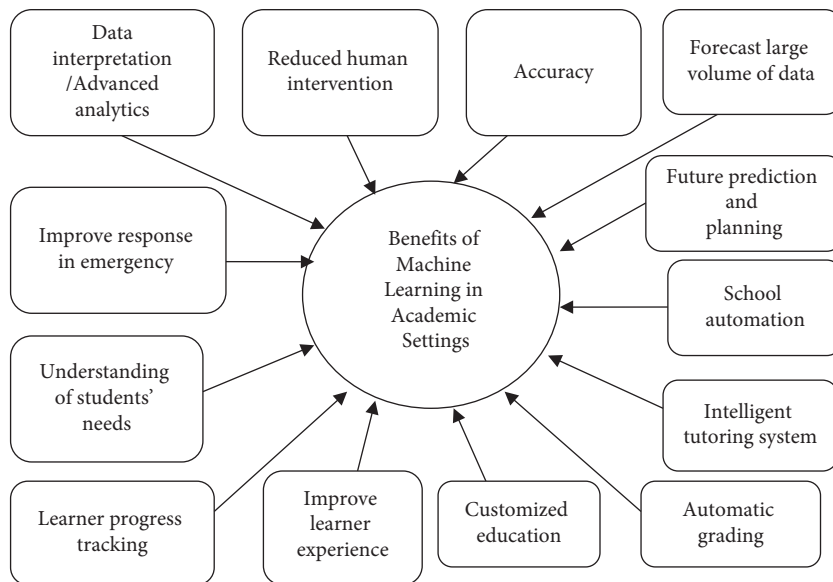 Data
interpretation
/Advanced
analytics
Reduced human
intervention
Accuracy
Forecast large
volume of data
Future prediction
and
planning
Improve response
in emergency
Benefits of
Machine
Learning in
Academic
Settings
School
automation
Understanding
of students’
needs
Intelligent
tutoring system
Learner progress
tracking
Improve
learner
experience
Customized
education
Automatic
grading